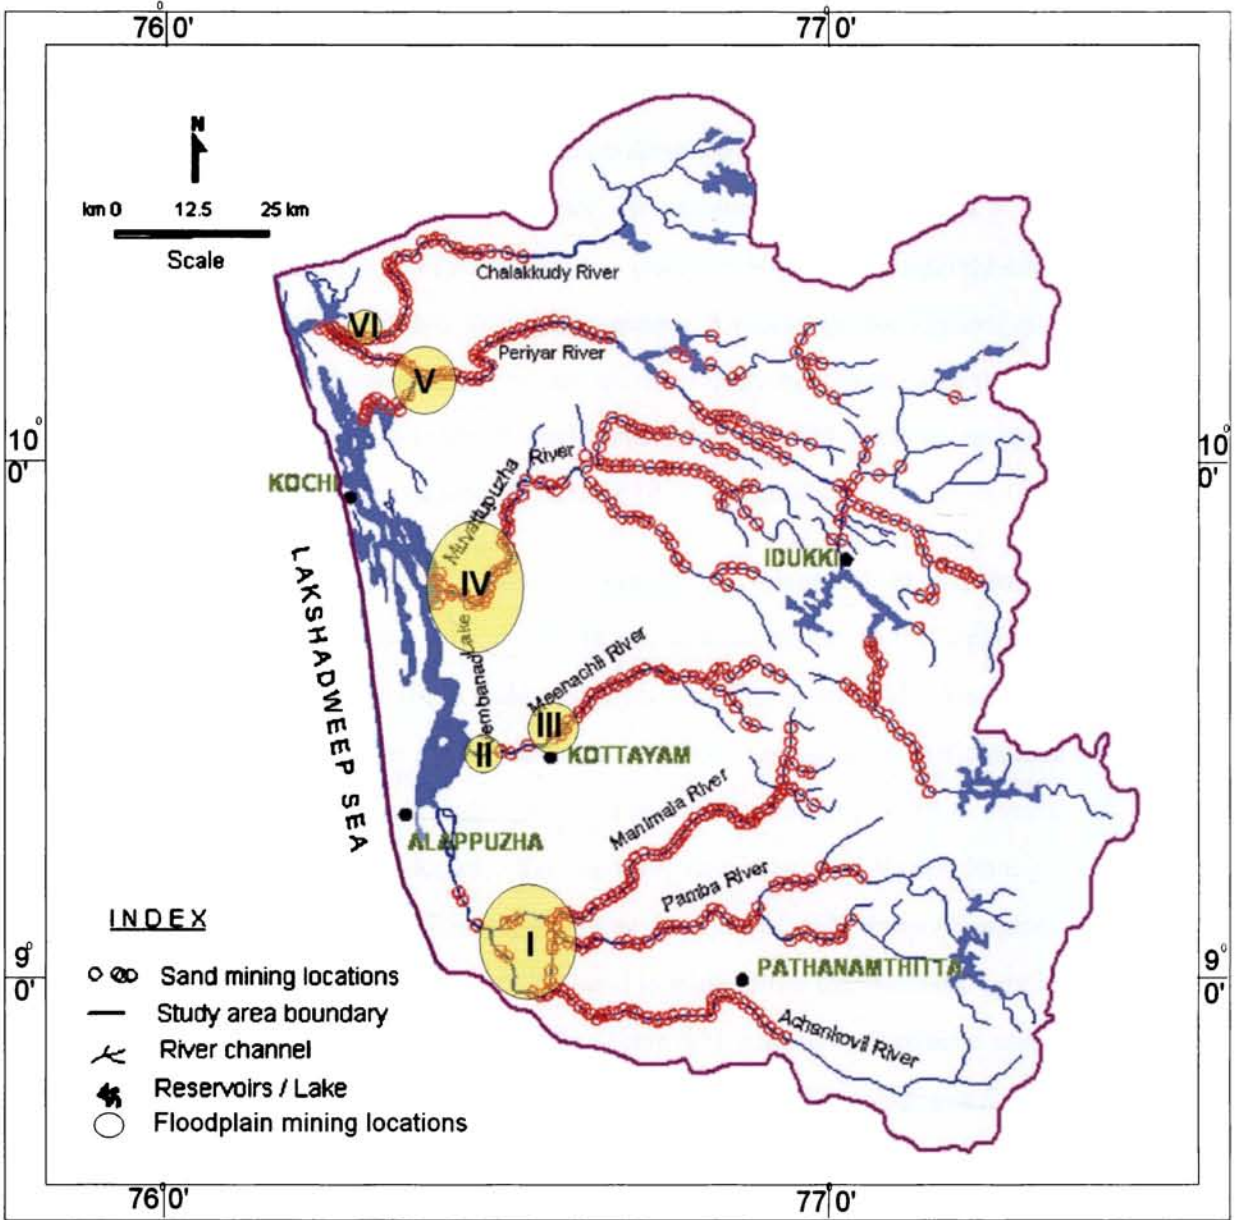 76°0'
77°0'
N
km 0 12.5 25 km
Scale
Chalakkudy River
VI
Periyar River
V
10°
0'
10°
0'
River
Muvattupuzha
KOCHI
IDUKKI
IV
LAKSHADWEEP SEA
Lake
embanad
Meenachil River
III
II
KOTTAYAM
Manimala River
ALAPPUZHA
Pamba River
INDEX
I
9°
0'
9°
0'
Sand mining locations
PATHANAMTHITTA
Study area boundary
Achankovil River
River channel
Reservoirs / Lake
Floodplain mining locations
76°0'
77°0'